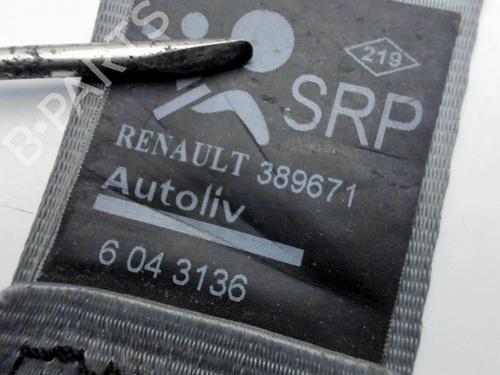 219
SRP
RENAULT 389671
Autoliv
6 04 3136
B-PARTS